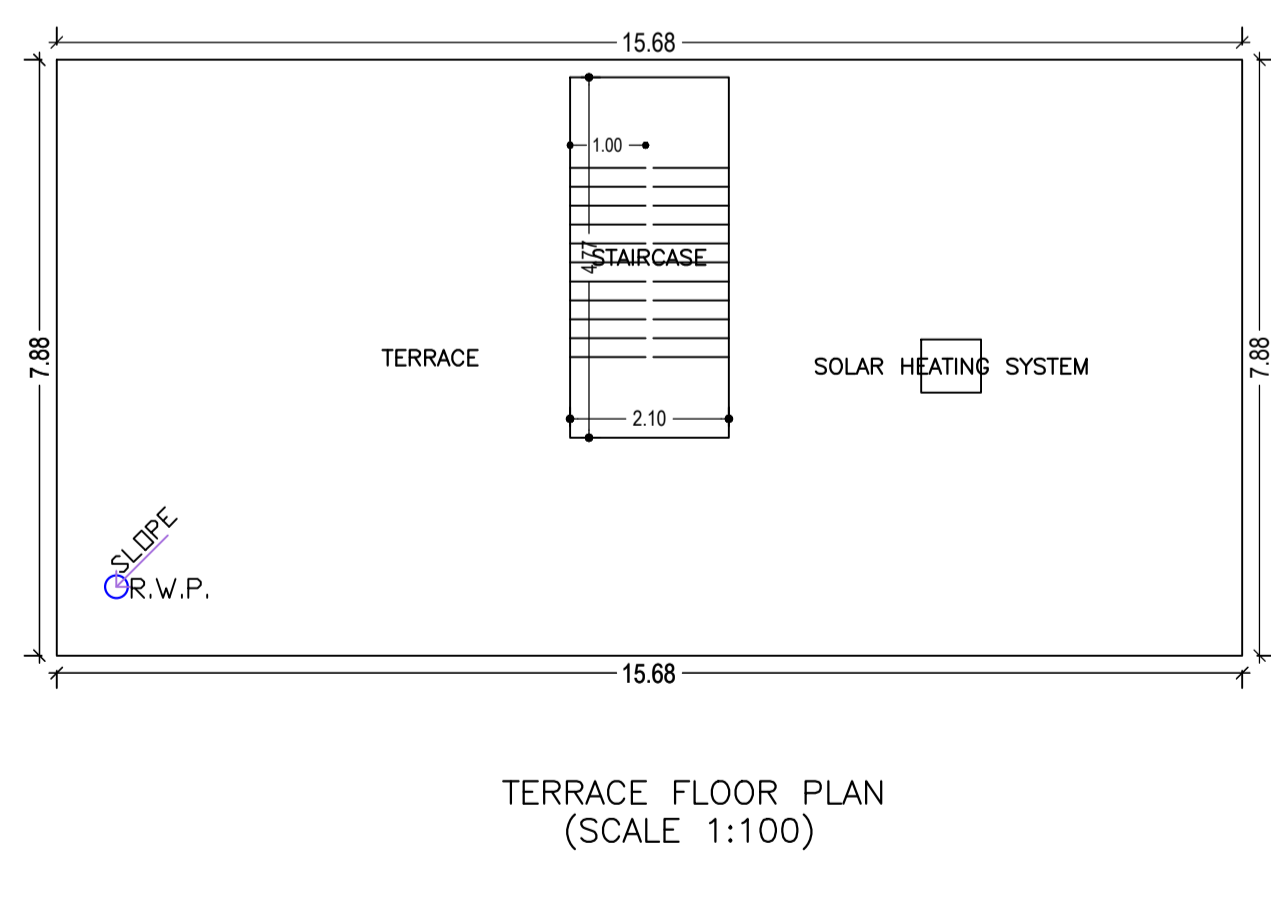 15.68
1.00
4.77
STAIRCASE
7.88
7.88
TERRACE
SOLAR HEATING SYSTEM
2.10
SLOPE
R.W.P.
15.68
TERRACE FLOOR PLAN
(SCALE 1:100)